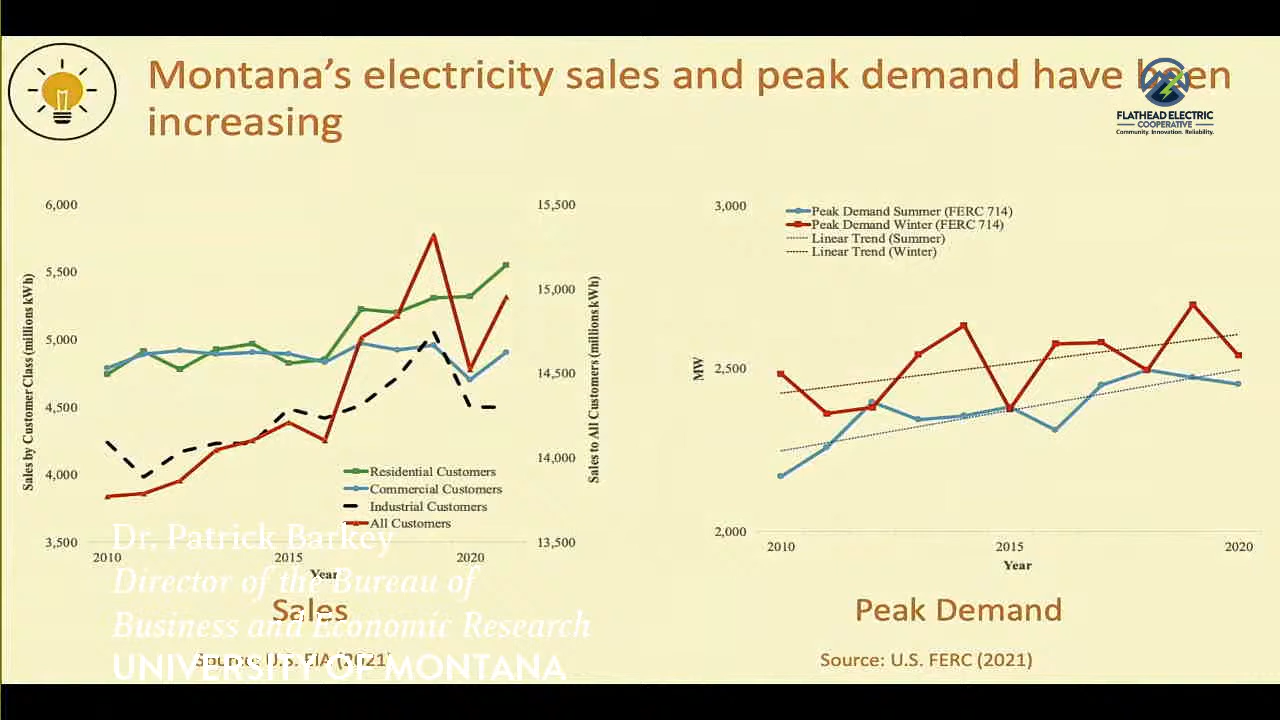 Montana's electricity sales and peak demand have been
increasing
FLATHEAD ELECTRIC
COOPERATIVE
Community. Innovation. Reliability.
6,000
5,500
5,000
4,500
4,000
3,500
Sales by Customer Class (millions kWh)
15,500
15,000
14,500
14,000
13,500
Sales to All Customers (millions kWh)
Residential Customers
Commercial Customers
Industrial Customers
All Customers
2010
2015
2020
Year
Sales
Source: U.S. EIA (2021)
3,000
2,500
2,000
MW
Peak Demand Summer (FERC 714)
Peak Demand Winter (FERC 714)
Linear Trend (Summer)
Linear Trend (Winter)
2010
2015
2020
Year
Peak Demand
Source: U.S. FERC (2021)
Dr. Patrick Barkey
Director of the Bureau of
Business and Economic Research
UNIVERSITY OF MONTANA